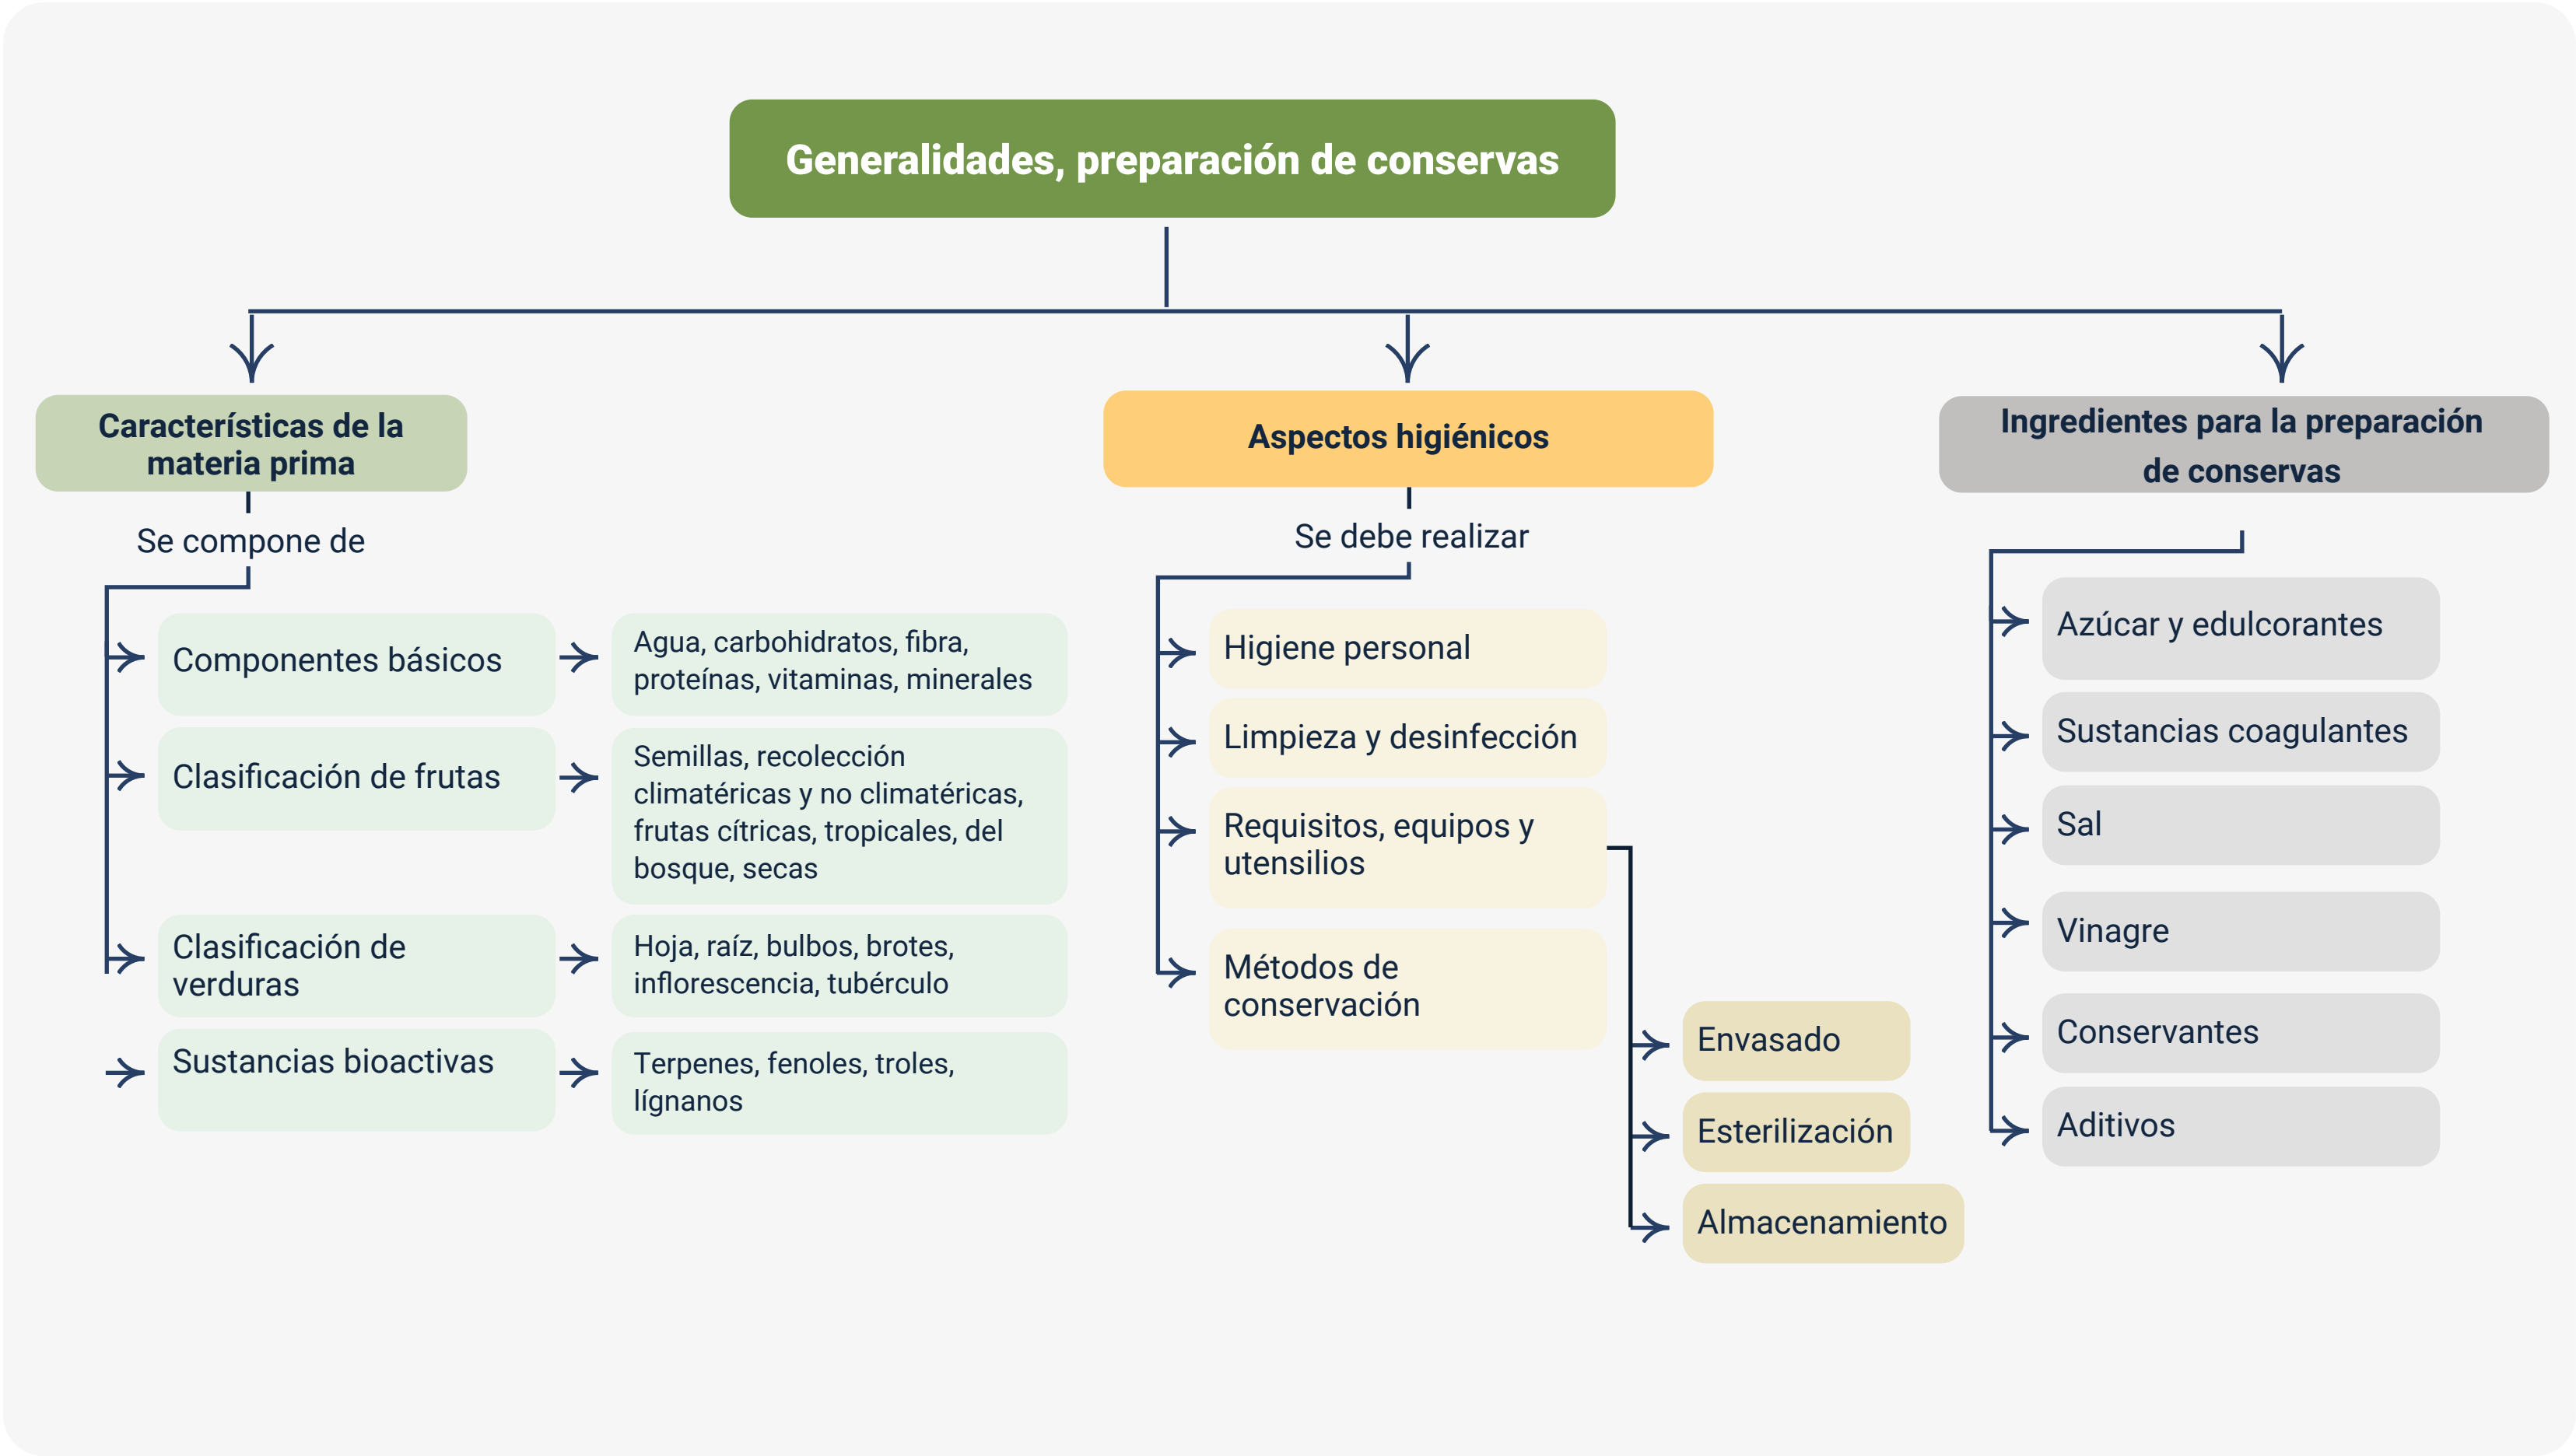 Generalidades, preparación de conservas
Características de la
materia prima
Se compone de
Componentes básicos
Agua, carbohidratos, fibra,
proteínas, vitaminas, minerales
Clasificación de frutas
Semillas, recolección
climatéricas y no climatéricas,
frutas cítricas, tropicales, del
bosque, secas
Clasificación de
verduras
Hoja, raíz, bulbos, brotes,
inflorescencia, tubérculo
Sustancias bioactivas
Terpenes, fenoles, troles,
lígnanos
Aspectos higiénicos
Se debe realizar
Higiene personal
Limpieza y desinfección
Requisitos, equipos y
utensilios
Métodos de
conservación
Envasado
Esterilización
Almacenamiento
Ingredientes para la preparación
de conservas
Azúcar y edulcorantes
Sustancias coagulantes
Sal
Vinagre
Conservantes
Aditivos